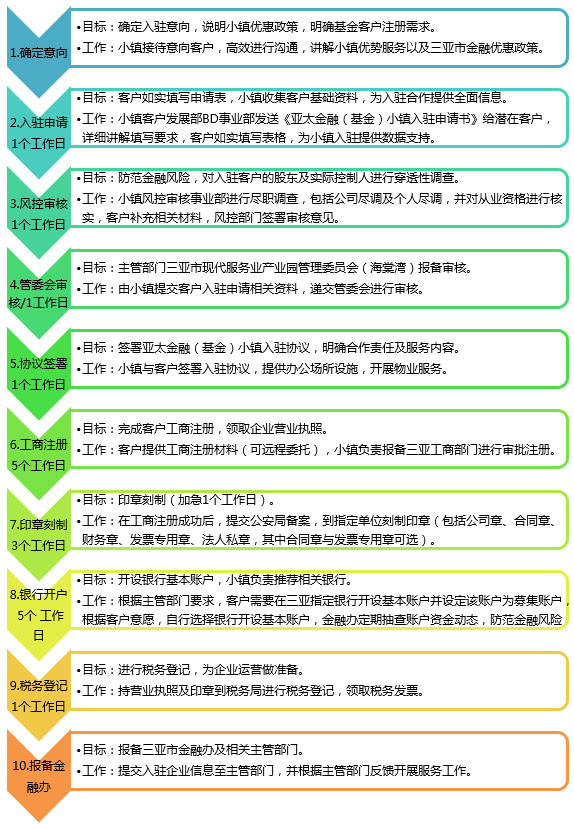 1.确定意向
•目标：确定入驻意向，说明小镇优惠政策，明确基金客户注册需求。
•工作：小镇接待意向客户，高效进行沟通，讲解小镇优势服务以及三亚市金融优惠政策。
2.入驻申请
1个工作日
•目标：客户如实填写申请表，小镇收集客户基础资料，为入驻合作提供全面信息。
•工作：小镇客户发展部BD事业部发送《亚太金融（基金）小镇入驻申请书》给潜在客户，
详细讲解填写要求，客户如实填写表格，为小镇入驻提供数据支持。
3.风控审核
1个工作日
•目标：防范金融风险，对入驻客户的股东及实际控制人进行穿透性调查。
•工作：小镇风控审核事业部进行尽职调查，包括公司尽调及个人尽调，并对从业资格进行核
实，客户补充相关材料，风控部门签署审核意见。
4.管委会审
核/1工作日
•目标：主管部门三亚市现代服务业产业园管理委员会（海棠湾）报备审核。
•工作：由小镇提交客户入驻申请相关资料，递交管委会进行审核。
5.协议签署
1个工作日
•目标：签署亚太金融（基金）小镇入驻协议，明确合作责任及服务内容。
•工作：小镇与客户签署入驻协议，提供办公场所设施，开展物业服务。
6.工商注册
5个工作日
•目标：完成客户工商注册，领取企业营业执照。
•工作：客户提供工商注册材料（可远程委托），小镇负责报备三亚工商部门进行审批注册。
7.印章刻制
3个工作日
•目标：印章刻制（加急1个工作日）。
•工作：在工商注册成功后，提交公安局备案，到指定单位刻制印章（包括公司章、合同章、
财务章、发票专用章、法人私章，其中合同章与发票专用章可选）。
8.银行开户
5个 工作
日
•目标：开设银行基本账户，小镇负责推荐相关银行。
•工作：根据主管部门要求，客户需要在三亚指定银行开设基本账户并设定该账户为募集账户，
根据客户意愿，自行选择银行开设基本账户，金融办定期抽查账户资金动态，防范金融风险
9.税务登记
1个工作日
•目标：进行税务登记，为企业运营做准备。
•工作：持营业执照及印章到税务局进行税务登记，领取税务发票。
10.报备金
融办
•目标：报备三亚市金融办及相关主管部门。
•工作：提交入驻企业信息至主管部门，并根据主管部门反馈开展服务工作。